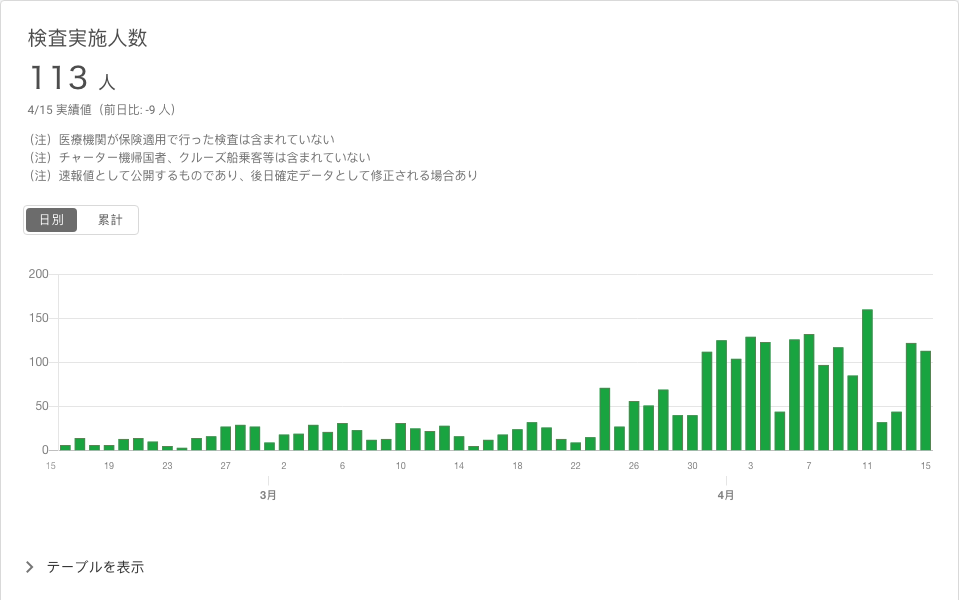 検査実施人数
113 人
4/15 実績値（前日比: -9 人）
（注）医療機関が保険適用で行った検査は含まれていない
（注）チャーター機帰国者、クルーズ船乗客等は含まれていない
（注）速報値として公開するものであり、後日確定データとして修正される場合あり
日別 累計
200
150
100
50
0
15 19 23 27 2 6 10 14 18 22 26 30 3 7 11 15
3月 4月
テーブルを表示